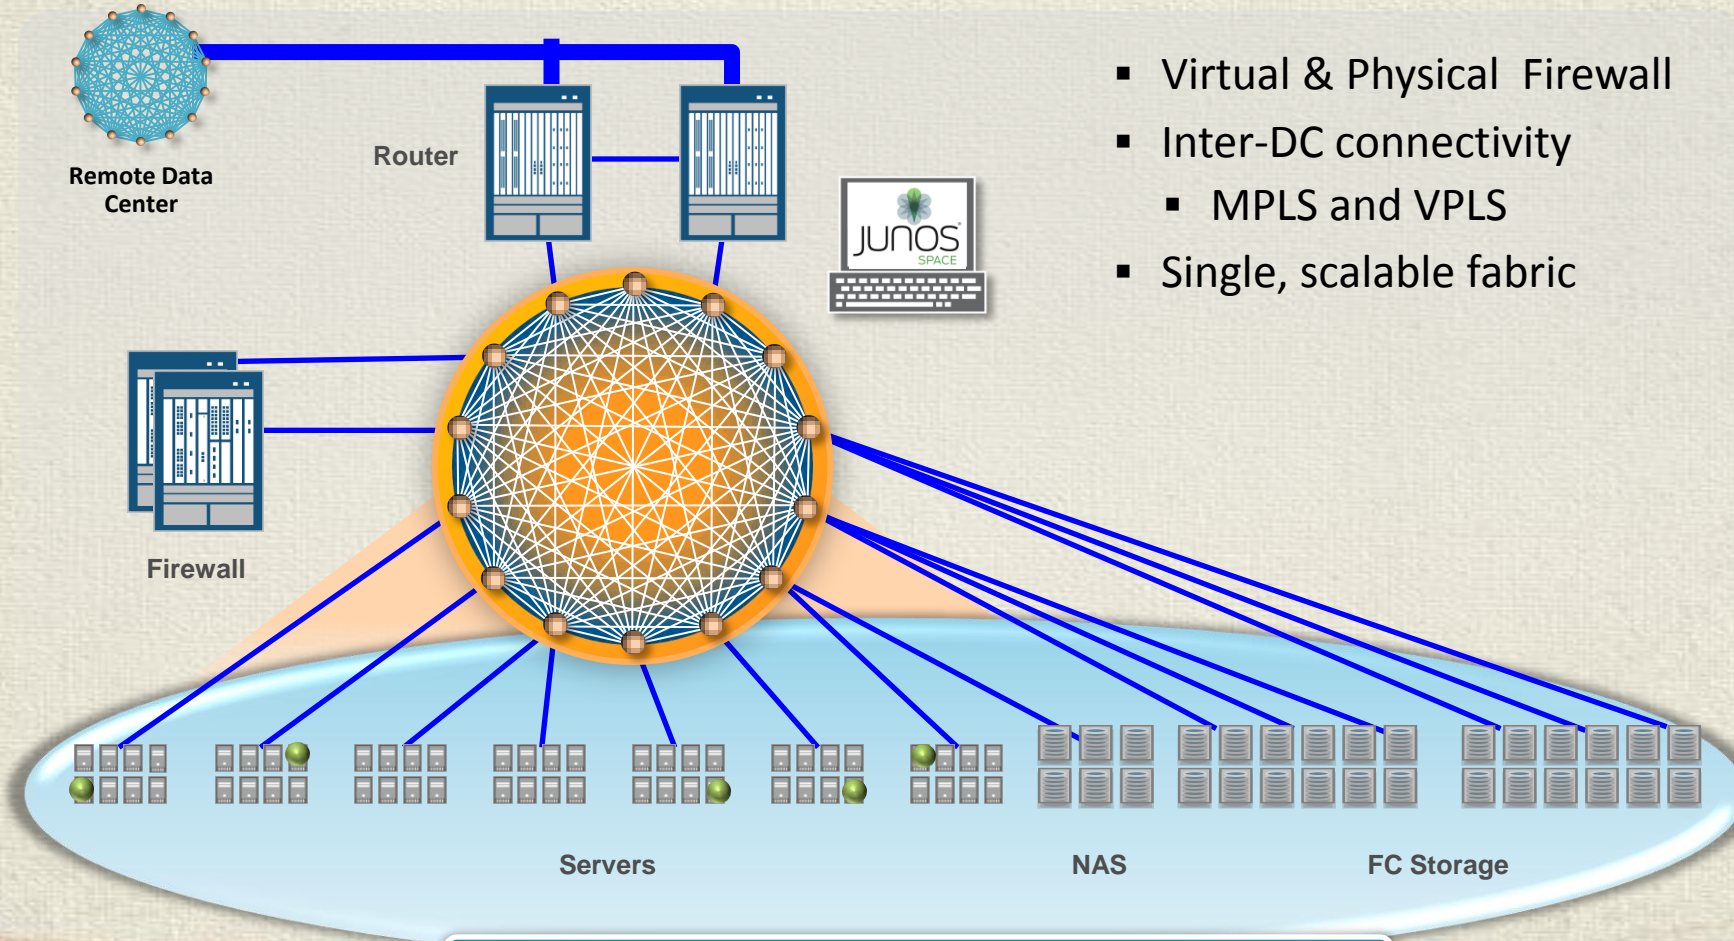 Remote Data
Center
Router
JUNOS
SPACE
▪ Virtual & Physical  Firewall
▪ Inter-DC connectivity
▪ MPLS and VPLS
▪ Single, scalable fabric
Firewall
Servers
NAS
FC Storage